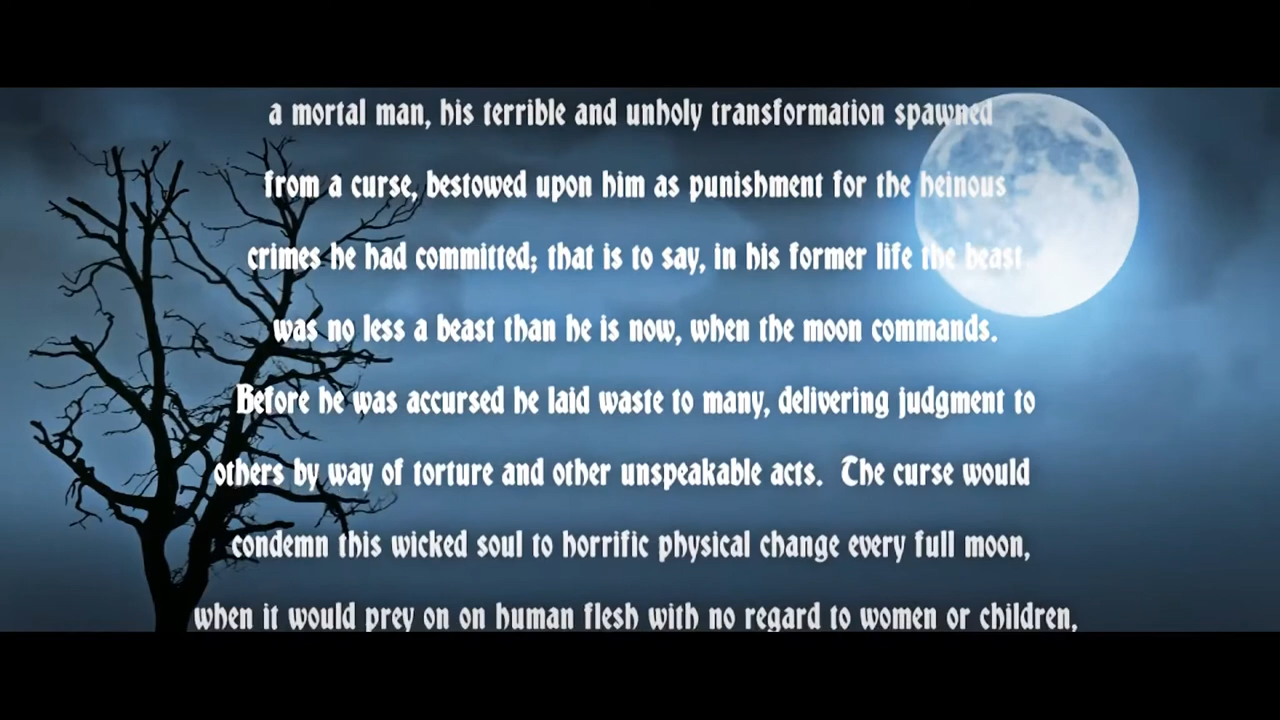 a mortal man, his terrible and unholy transformation spawned
from a curse, bestowed upon him as punishment for the heinous
crimes he had committed; that is to say, in his former life the beast
was no less a beast than he is now, when the moon commands.
Before he was accursed he laid waste to many, delivering judgment to
others by way of torture and other unspeakable acts.  The curse would
condemn this wicked soul to horrific physical change every full moon,
when it would prey on on human flesh with no regard to women or children,